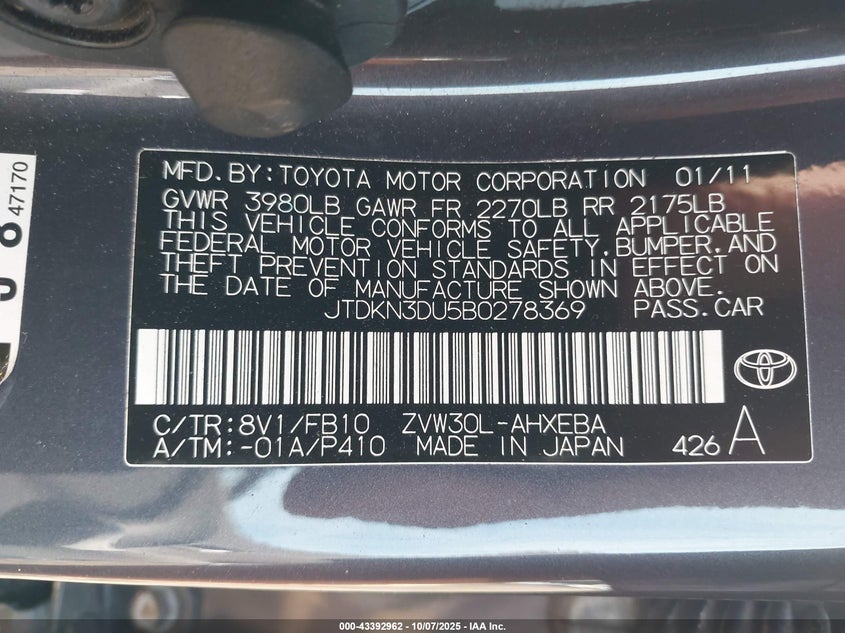 MFD.BY:TOYOTA MOTOR CORPORATION 01/11
GVWR 3980LB GAWR FR 2270LB RR 2175LB
THIS VEHICLE CONFORMS TO ALL APPLICABLE
FEDERAL MOTOR VEHICLE SAFETY,BUMPER,AND
THEFT PREVENTION STANDARDS IN EFFECT ON
THE DATE OF MANUFACTURE SHOWN ABOVE.
JTDKN3DU5B0278369 PASS.CAR
C/TR:8V1/FB10 ZVW30L-AHXEBA
A/TM:-01A/P410 MADE IN JAPAN 426 A
47170
000-43392962 - 10/07/2025 - IAA Inc.